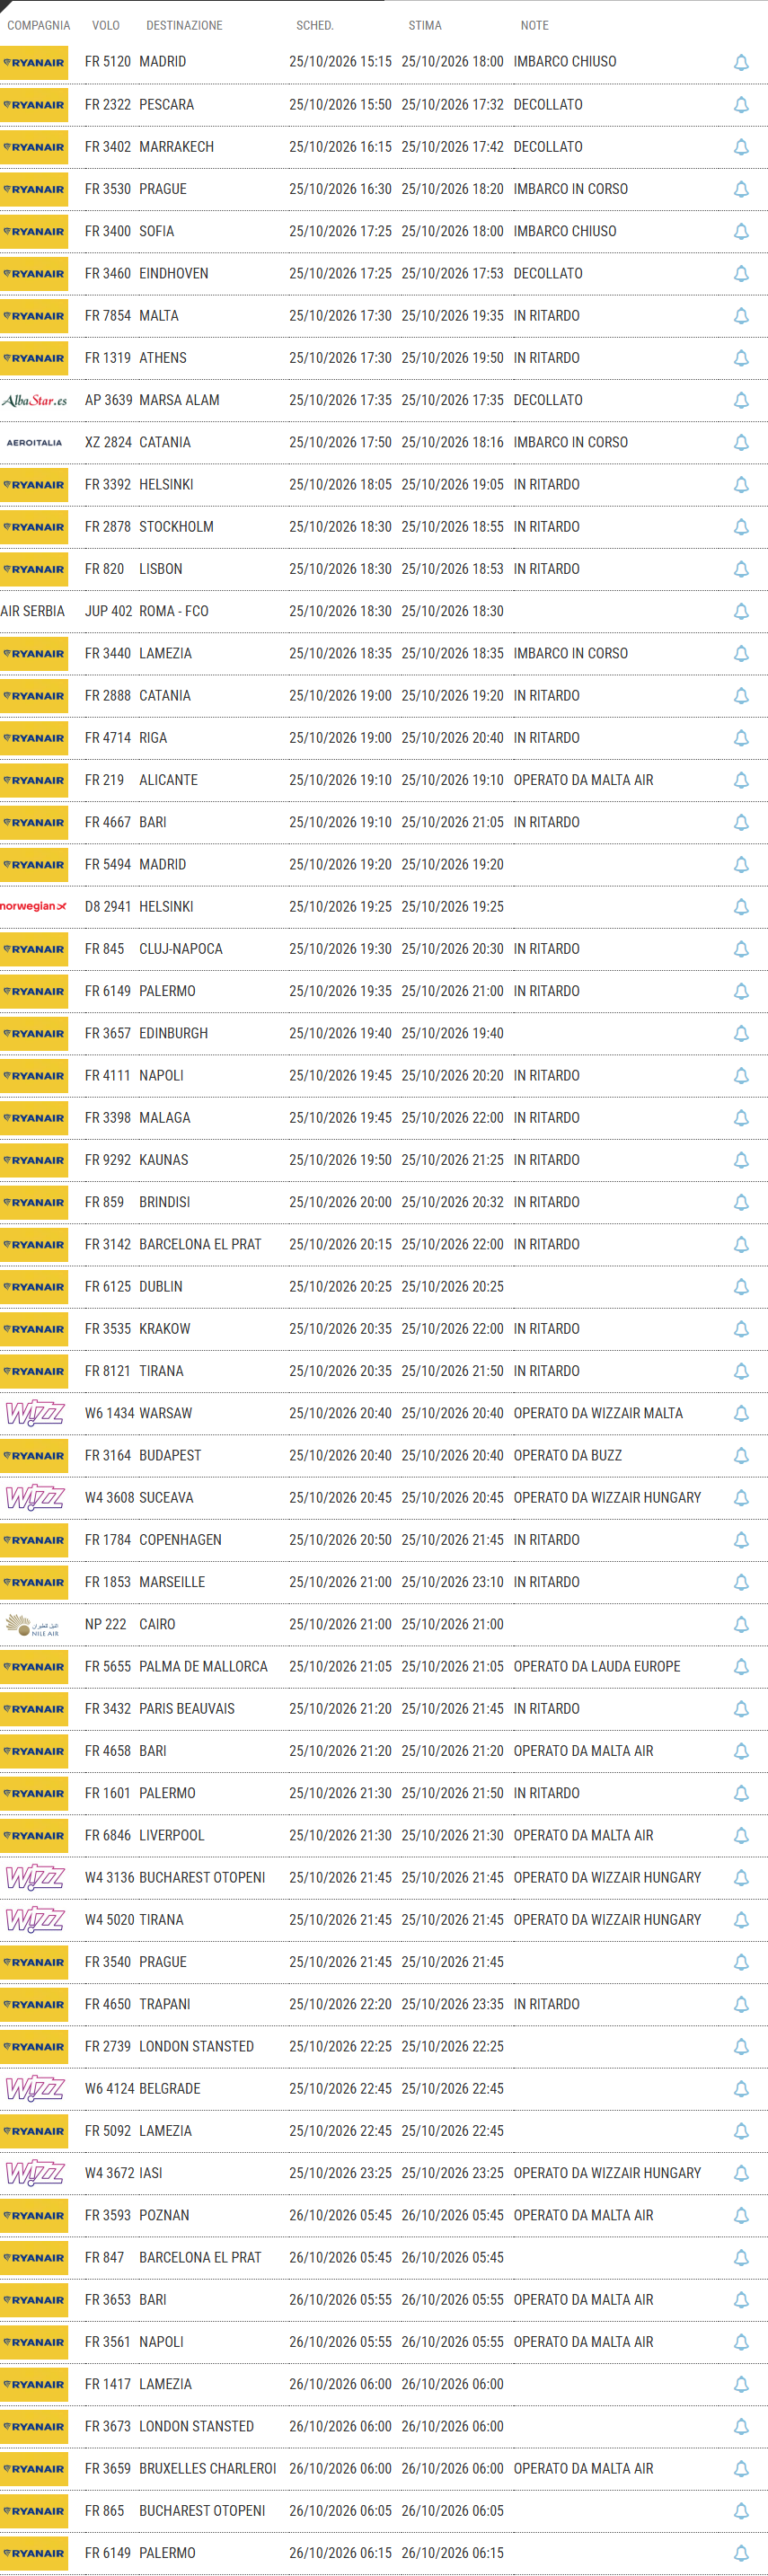 COMPAGNIA VOLO DESTINAZIONE SCHED. STIMA NOTE
RYANAIR FR 5120 MADRID 25/10/2026 15:15 25/10/2026 18:00 IMBARCO CHIUSO
RYANAIR FR 2322 PESCARA 25/10/2026 15:50 25/10/2026 17:32 DECOLLATO
RYANAIR FR 3402 MARRAKECH 25/10/2026 16:15 25/10/2026 17:42 DECOLLATO
RYANAIR FR 3530 PRAGUE 25/10/2026 16:30 25/10/2026 18:20 IMBARCO IN CORSO
RYANAIR FR 3400 SOFIA 25/10/2026 17:25 25/10/2026 18:00 IMBARCO CHIUSO
RYANAIR FR 3460 EINDHOVEN 25/10/2026 17:25 25/10/2026 17:53 DECOLLATO
RYANAIR FR 7854 MALTA 25/10/2026 17:30 25/10/2026 19:35 IN RITARDO
RYANAIR FR 1319 ATHENS 25/10/2026 17:30 25/10/2026 19:50 IN RITARDO
AlbaStar.es AP 3639 MARSA ALAM 25/10/2026 17:35 25/10/2026 17:35 DECOLLATO
AEROITALIA XZ 2824 CATANIA 25/10/2026 17:50 25/10/2026 18:16 IMBARCO IN CORSO
RYANAIR FR 3392 HELSINKI 25/10/2026 18:05 25/10/2026 19:05 IN RITARDO
RYANAIR FR 2878 STOCKHOLM 25/10/2026 18:30 25/10/2026 18:55 IN RITARDO
RYANAIR FR 820 LISBON 25/10/2026 18:30 25/10/2026 18:53 IN RITARDO
AIR SERBIA JUP 402 ROMA - FCO 25/10/2026 18:30 25/10/2026 18:30
RYANAIR FR 3440 LAMEZIA 25/10/2026 18:35 25/10/2026 18:35 IMBARCO IN CORSO
RYANAIR FR 2888 CATANIA 25/10/2026 19:00 25/10/2026 19:20 IN RITARDO
RYANAIR FR 4714 RIGA 25/10/2026 19:00 25/10/2026 20:40 IN RITARDO
RYANAIR FR 219 ALICANTE 25/10/2026 19:10 25/10/2026 19:10 OPERATO DA MALTA AIR
RYANAIR FR 4667 BARI 25/10/2026 19:10 25/10/2026 21:05 IN RITARDO
RYANAIR FR 5494 MADRID 25/10/2026 19:20 25/10/2026 19:20
norwegian D8 2941 HELSINKI 25/10/2026 19:25 25/10/2026 19:25
RYANAIR FR 845 CLUJ-NAPOCA 25/10/2026 19:30 25/10/2026 20:30 IN RITARDO
RYANAIR FR 6149 PALERMO 25/10/2026 19:35 25/10/2026 21:00 IN RITARDO
RYANAIR FR 3657 EDINBURGH 25/10/2026 19:40 25/10/2026 19:40
RYANAIR FR 4111 NAPOLI 25/10/2026 19:45 25/10/2026 20:20 IN RITARDO
RYANAIR FR 3398 MALAGA 25/10/2026 19:45 25/10/2026 22:00 IN RITARDO
RYANAIR FR 9292 KAUNAS 25/10/2026 19:50 25/10/2026 21:25 IN RITARDO
RYANAIR FR 859 BRINDISI 25/10/2026 20:00 25/10/2026 20:32 IN RITARDO
RYANAIR FR 3142 BARCELONA EL PRAT 25/10/2026 20:15 25/10/2026 22:00 IN RITARDO
RYANAIR FR 6125 DUBLIN 25/10/2026 20:25 25/10/2026 20:25
RYANAIR FR 3535 KRAKOW 25/10/2026 20:35 25/10/2026 22:00 IN RITARDO
RYANAIR FR 8121 TIRANA 25/10/2026 20:35 25/10/2026 21:50 IN RITARDO
WIZZ W6 1434 WARSAW 25/10/2026 20:40 25/10/2026 20:40 OPERATO DA WIZZAIR MALTA
RYANAIR FR 3164 BUDAPEST 25/10/2026 20:40 25/10/2026 20:40 OPERATO DA BUZZ
WIZZ W4 3608 SUCEAVA 25/10/2026 20:45 25/10/2026 20:45 OPERATO DA WIZZAIR HUNGARY
RYANAIR FR 1784 COPENHAGEN 25/10/2026 20:50 25/10/2026 21:45 IN RITARDO
RYANAIR FR 1853 MARSEILLE 25/10/2026 21:00 25/10/2026 23:10 IN RITARDO
النيل للطيران NILE AIR NP 222 CAIRO 25/10/2026 21:00 25/10/2026 21:00
RYANAIR FR 5655 PALMA DE MALLORCA 25/10/2026 21:05 25/10/2026 21:05 OPERATO DA LAUDA EUROPE
RYANAIR FR 3432 PARIS BEAUVAIS 25/10/2026 21:20 25/10/2026 21:45 IN RITARDO
RYANAIR FR 4658 BARI 25/10/2026 21:20 25/10/2026 21:20 OPERATO DA MALTA AIR
RYANAIR FR 1601 PALERMO 25/10/2026 21:30 25/10/2026 21:50 IN RITARDO
RYANAIR FR 6846 LIVERPOOL 25/10/2026 21:30 25/10/2026 21:30 OPERATO DA MALTA AIR
WIZZ W4 3136 BUCHAREST OTOPENI 25/10/2026 21:45 25/10/2026 21:45 OPERATO DA WIZZAIR HUNGARY
WIZZ W4 5020 TIRANA 25/10/2026 21:45 25/10/2026 21:45 OPERATO DA WIZZAIR HUNGARY
RYANAIR FR 3540 PRAGUE 25/10/2026 21:45 25/10/2026 21:45
RYANAIR FR 4650 TRAPANI 25/10/2026 22:20 25/10/2026 23:35 IN RITARDO
RYANAIR FR 2739 LONDON STANSTED 25/10/2026 22:25 25/10/2026 22:25
WIZZ W6 4124 BELGRADE 25/10/2026 22:45 25/10/2026 22:45
RYANAIR FR 5092 LAMEZIA 25/10/2026 22:45 25/10/2026 22:45
WIZZ W4 3672 IASI 25/10/2026 23:25 25/10/2026 23:25 OPERATO DA WIZZAIR HUNGARY
RYANAIR FR 3593 POZNAN 26/10/2026 05:45 26/10/2026 05:45 OPERATO DA MALTA AIR
RYANAIR FR 847 BARCELONA EL PRAT 26/10/2026 05:45 26/10/2026 05:45
RYANAIR FR 3653 BARI 26/10/2026 05:55 26/10/2026 05:55 OPERATO DA MALTA AIR
RYANAIR FR 3561 NAPOLI 26/10/2026 05:55 26/10/2026 05:55 OPERATO DA MALTA AIR
RYANAIR FR 1417 LAMEZIA 26/10/2026 06:00 26/10/2026 06:00
RYANAIR FR 3673 LONDON STANSTED 26/10/2026 06:00 26/10/2026 06:00
RYANAIR FR 3659 BRUXELLES CHARLEROI 26/10/2026 06:00 26/10/2026 06:00 OPERATO DA MALTA AIR
RYANAIR FR 865 BUCHAREST OTOPENI 26/10/2026 06:05 26/10/2026 06:05
RYANAIR FR 6149 PALERMO 26/10/2026 06:15 26/10/2026 06:15